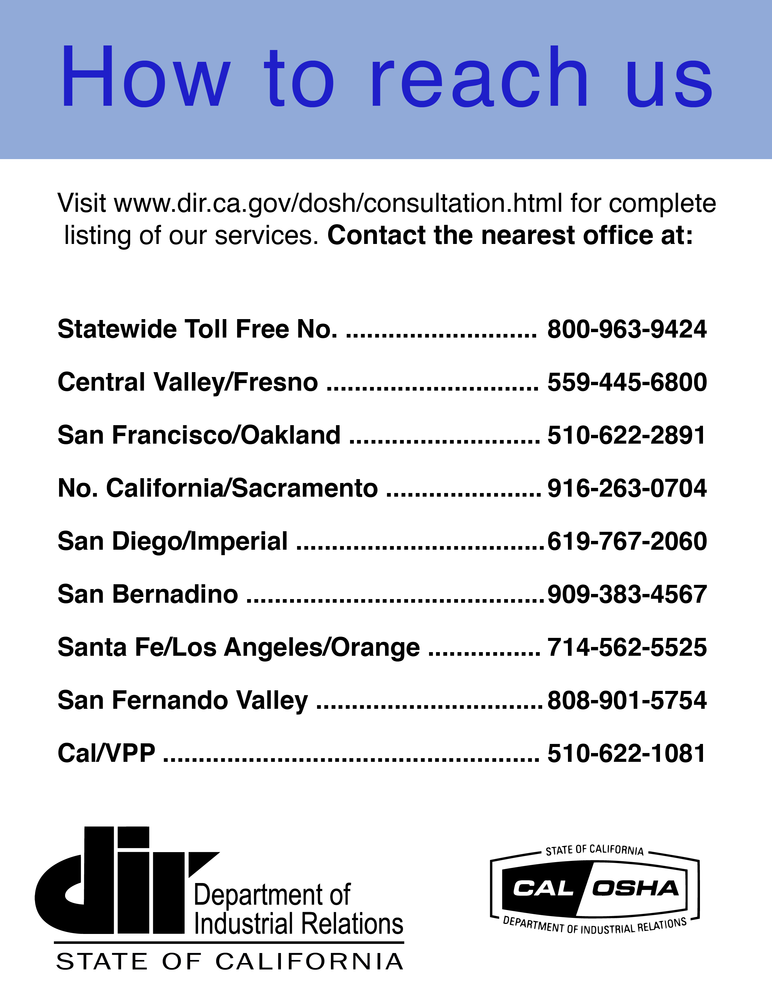 How to reach us
Visit www.dir.ca.gov/dosh/consultation.html for complete
listing of our services. Contact the nearest office at:
Statewide Toll Free No. ........................... 800-963-9424
Central Valley/Fresno .............................. 559-445-6800
San Francisco/Oakland ........................... 510-622-2891
No. California/Sacramento ...................... 916-263-0704
San Diego/Imperial ...................................619-767-2060
San Bernadino ..........................................909-383-4567
Santa Fe/Los Angeles/Orange ................ 714-562-5525
San Fernando Valley ................................ 808-901-5754
Cal/VPP ..................................................... 510-622-1081
dir
Department of
Industrial Relations
STATE OF CALIFORNIA
STATE OF CALIFORNIA
CAL OSHA
DEPARTMENT OF INDUSTRIAL RELATIONS